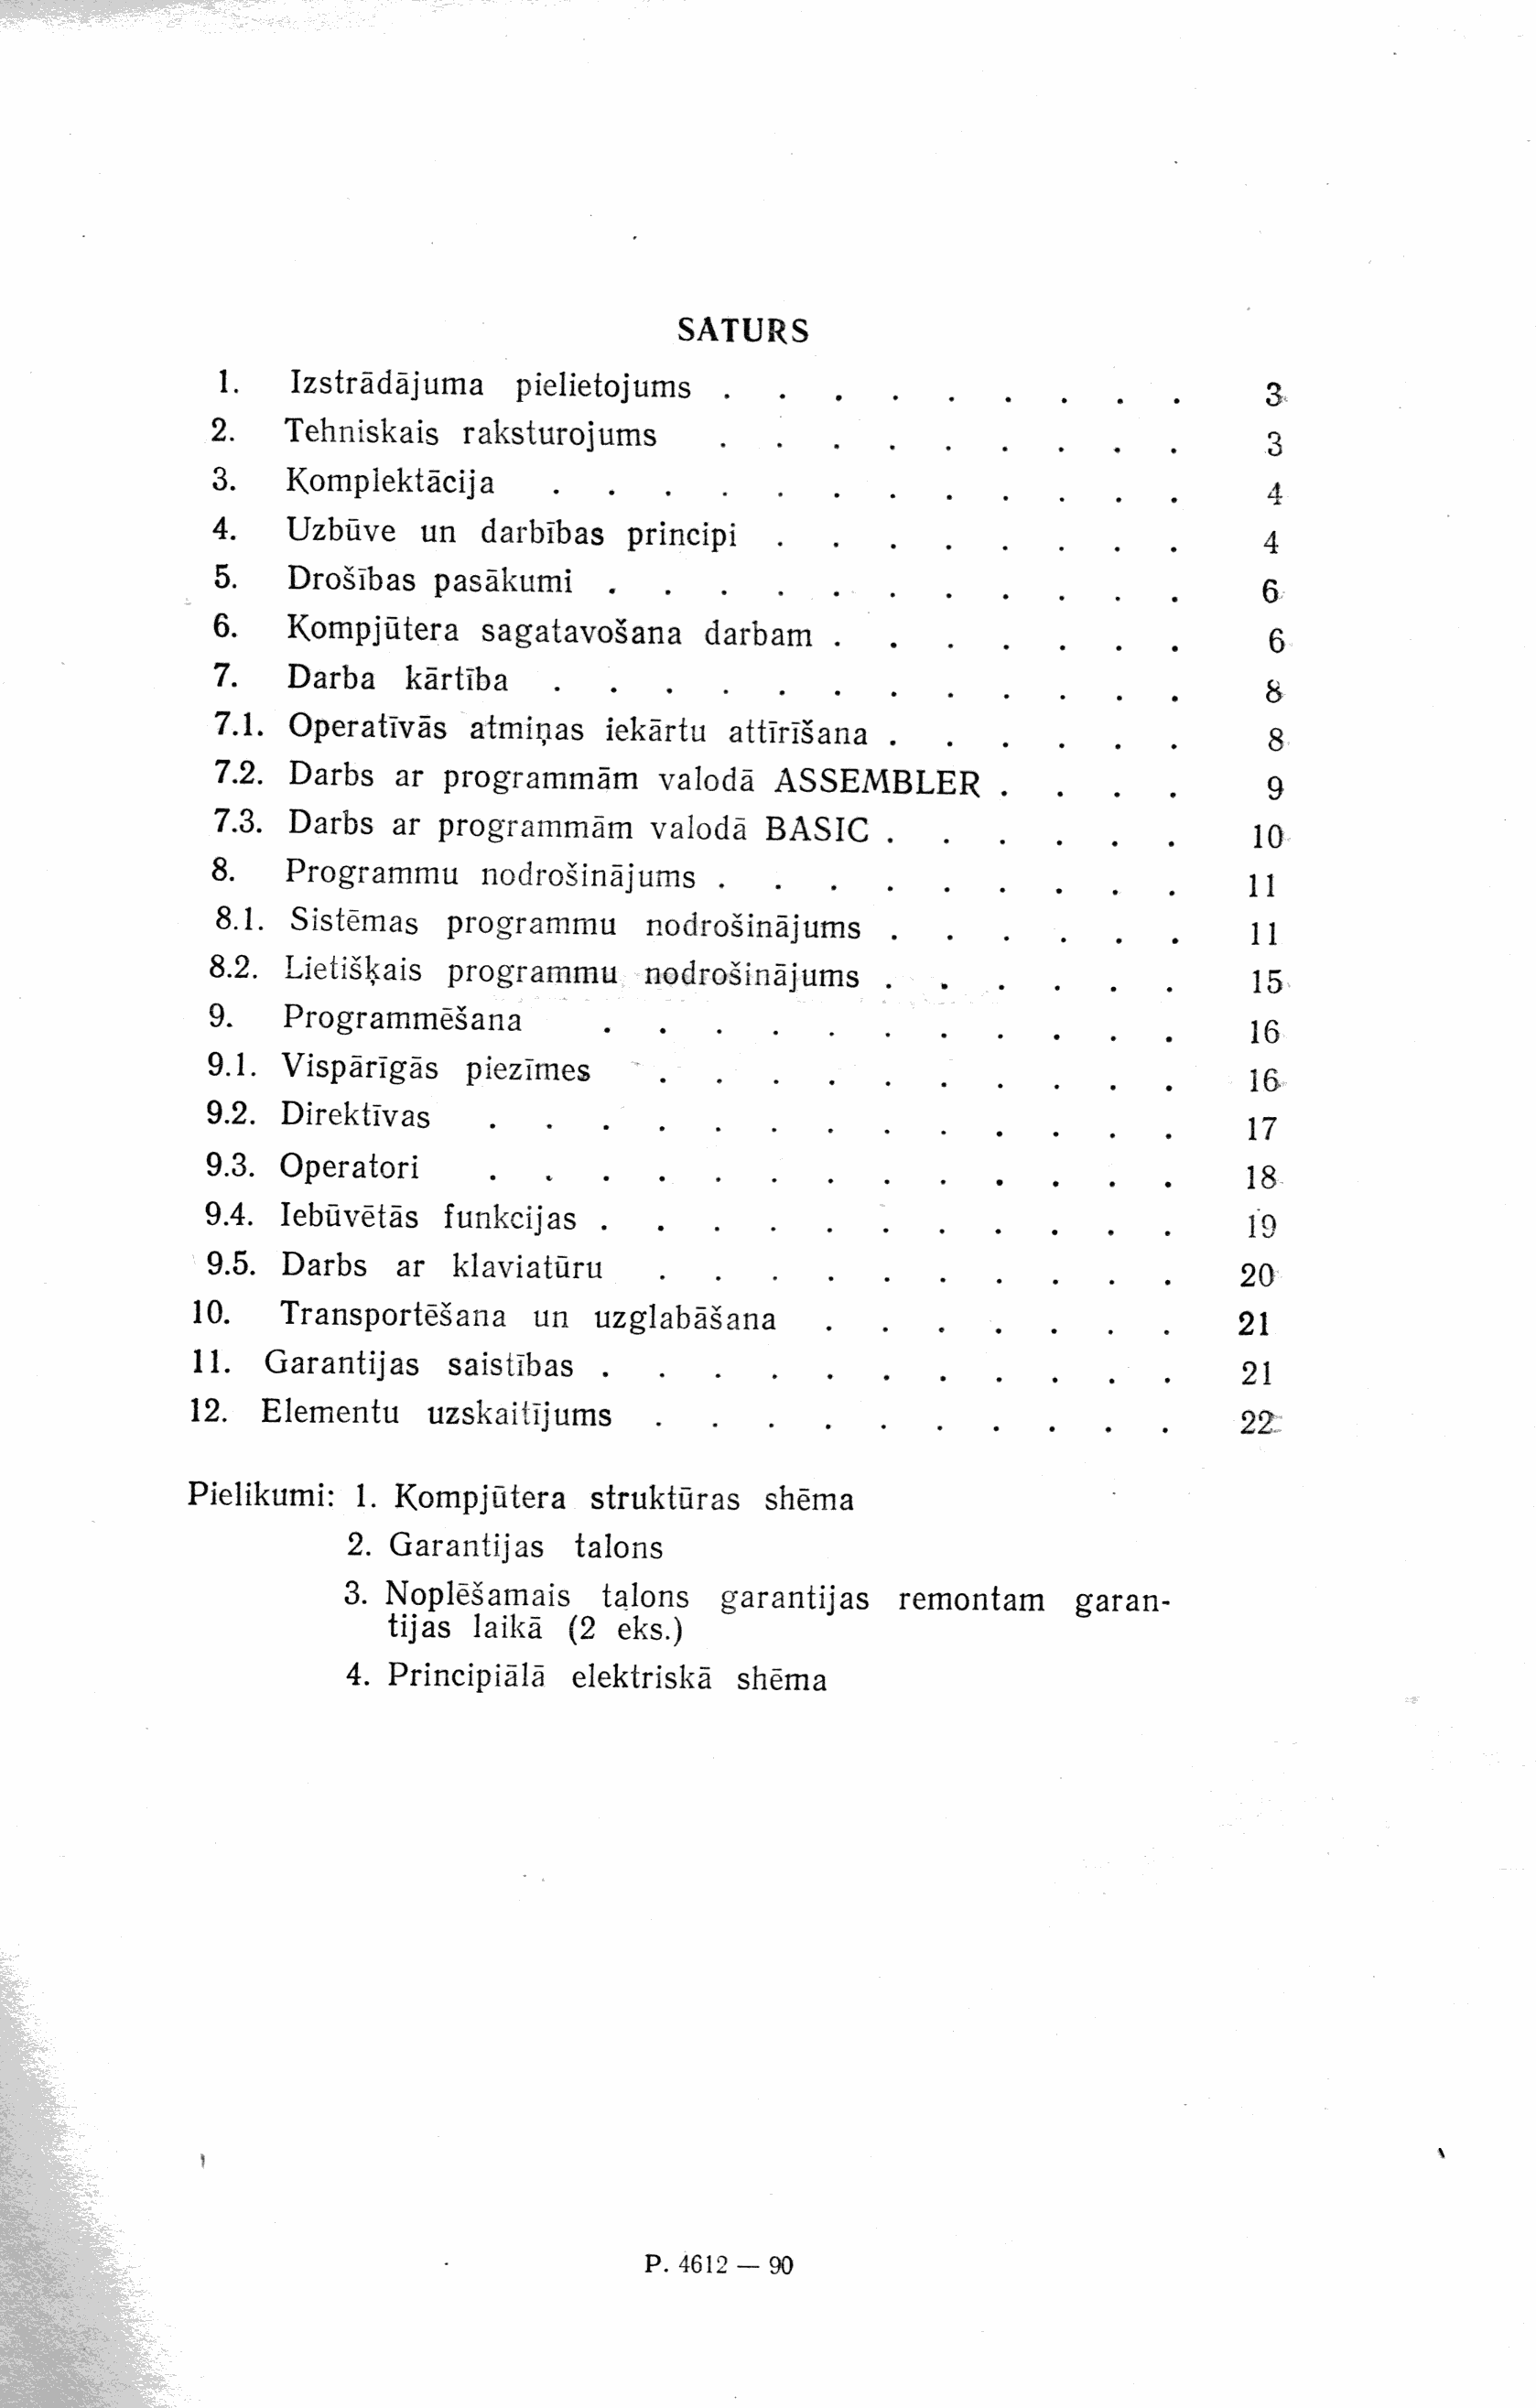 SATURS
1. Izstrādājuma pielietojums . . . . . . . . . 3
2. Tehniskais raksturojums . . . . . . . . . 3
3. Komplektācija . . . . . . . . . . . . 4
4. Uzbūve un darbības principi . . . . . . . . 4
5. Drošības pasākumi . . . . . . . . . . . 6
6. Kompjūtera sagatavošana darbam . . . . . . . 6
7. Darba kārtība . . . . . . . . . . . . 8
7.1. Operatīvās atmiņas iekārtu attīrīšana . . . . . . 8
7.2. Darbs ar programmām valodā ASSEMBLER . . . . 9
7.3. Darbs ar programmām valodā BASIC . . . . . . 10
8. Programmu nodrošinājums . . . . . . . . . 11
8.1. Sistēmas programmu nodrošinājums . . . . . . 11
8.2. Lietišķais programmu nodrošinājums . . . . . . 15
9. Programmēšana . . . . . . . . . . . 16
9.1. Vispārīgās piezīmes . . . . . . . . . . 16
9.2. Direktīvas . . . . . . . . . . . . . 17
9.3. Operatori . . . . . . . . . . . . . 18
9.4. Iebūvētās funkcijas . . . . . . . . . . . 19
9.5. Darbs ar klaviatūru . . . . . . . . . . 20
10. Transportēšana un uzglabāšana . . . . . . . 21
11. Garantijas saistības . . . . . . . . . . . 21
12. Elementu uzskaitījums . . . . . . . . . . 22
Pielikumi: 1. Kompjūtera struktūras shēma
2. Garantijas talons
3. Noplēšamais talons garantijas remontam garan-
tijas laikā (2 eks.)
4. Principiālā elektriskā shēma
P. 4612 — 90